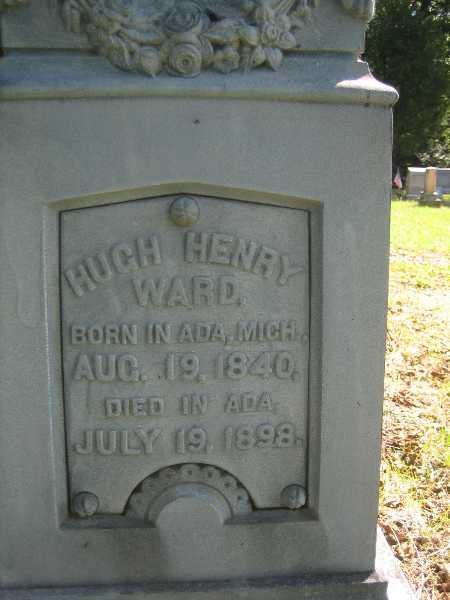 HUGH HENRY
WARD.
BORN IN ADA, MICH.,
AUG. 19, 1840.
DIED IN ADA
JULY 19, 1898.